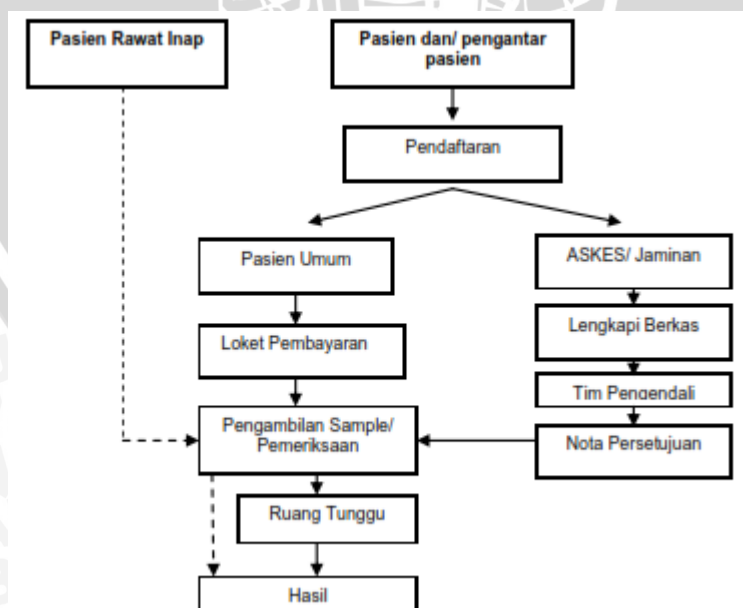 Pasien Rawat Inap
Pasien dan/ pengantar
pasien
Pendaftaran
Pasien Umum
ASKES/ Jaminan
Loket Pembayaran
Lengkapi Berkas
Tim Pengendali
Pengambilan Sample/
Pemeriksaan
Nota Persetujuan
Ruang Tunggu
Hasil